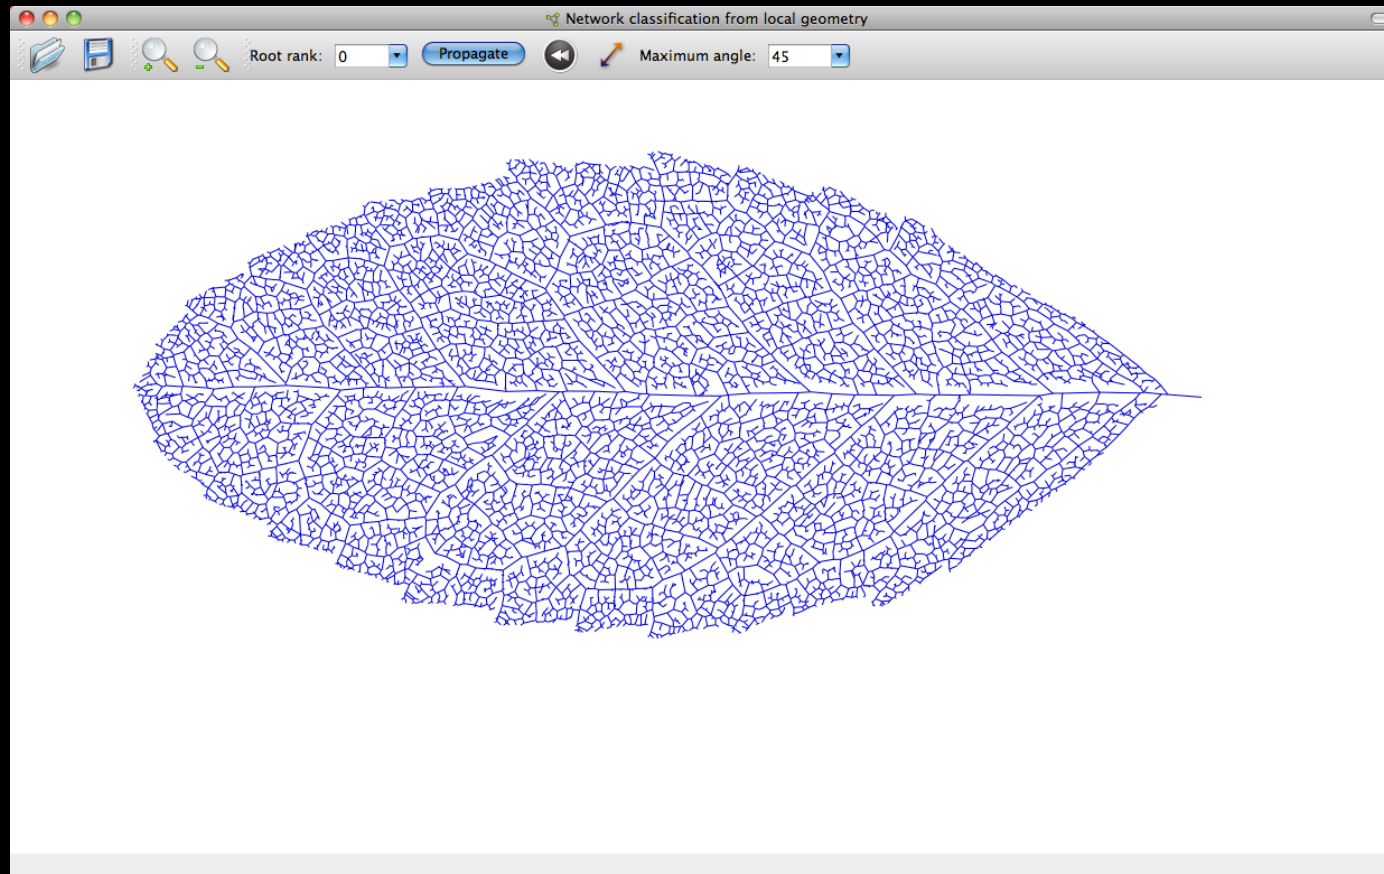 Network classification from local geometry
Root rank: 0 Propagate Maximum angle: 45